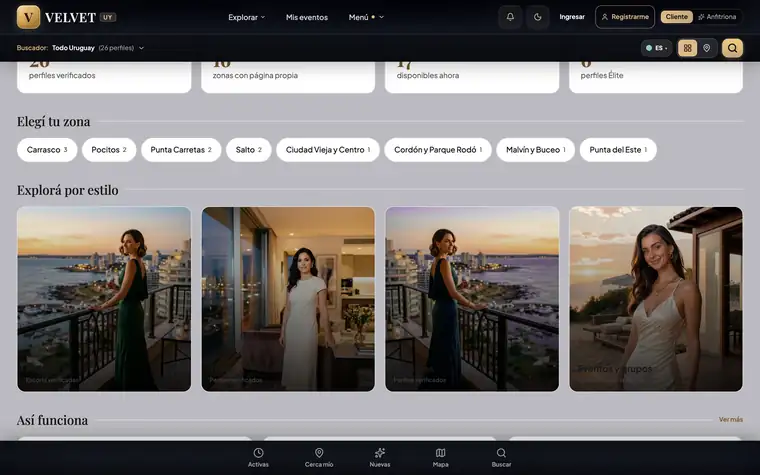 V VELVET UY
Explorar
Mis eventos
Menú
Ingresar
Registrarme
Cliente
Anfitriona
Buscador: Todo Uruguay (26 perfiles)
ES
perfiles verificados
zonas con página propia
disponibles ahora
perfiles Élite
Elegí tu zona
Carrasco 3
Pocitos 2
Punta Carretas 2
Salto 2
Ciudad Vieja y Centro 1
Cordón y Parque Rodó 1
Malvín y Buceo 1
Punta del Este 1
Explorá por estilo
Eventos y grupos
Así funciona
Ver más
Activas
Cerca mío
Nuevas
Mapa
Buscar